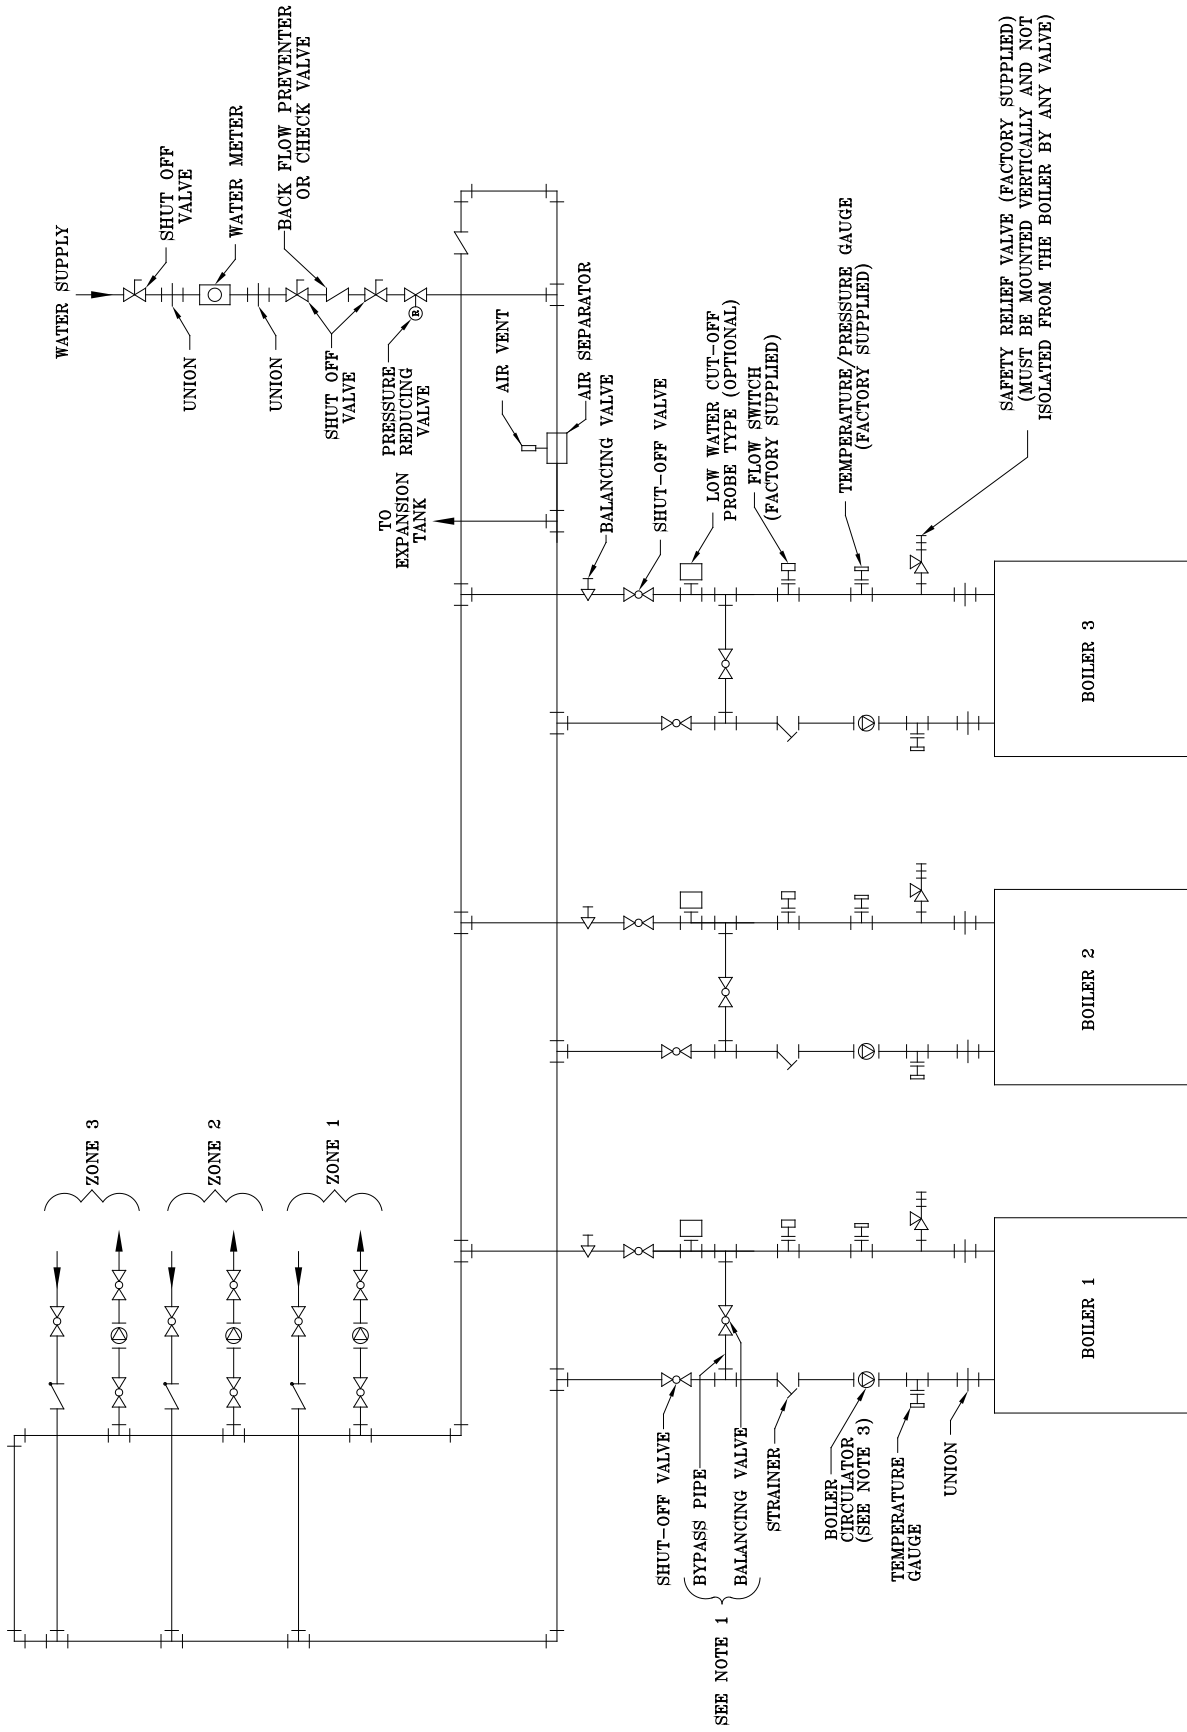 WATER SUPPLY
SHUT OFF
VALVE
WATER METER
BACK FLOW PREVENTER
OR CHECK VALVE
UNION
UNION
SHUT OFF
VALVE
PRESSURE
REDUCING
VALVE
R
AIR VENT
AIR SEPARATOR
TO
EXPANSION
TANK
BALANCING VALVE
SHUT-OFF VALVE
LOW WATER CUT-OFF
PROBE TYPE (OPTIONAL)
FLOW SWITCH
(FACTORY SUPPLIED)
TEMPERATURE/PRESSURE GAUGE
(FACTORY SUPPLIED)
SAFETY RELIEF VALVE (FACTORY SUPPLIED)
(MUST BE MOUNTED VERTICALLY AND NOT
ISOLATED FROM THE BOILER BY ANY VALVE)
ZONE 3
ZONE 2
ZONE 1
SHUT-OFF VALVE
BYPASS PIPE
BALANCING VALVE
SEE NOTE 1
STRAINER
BOILER
CIRCULATOR
(SEE NOTE 3)
TEMPERATURE
GAUGE
UNION
BOILER 1
BOILER 2
BOILER 3